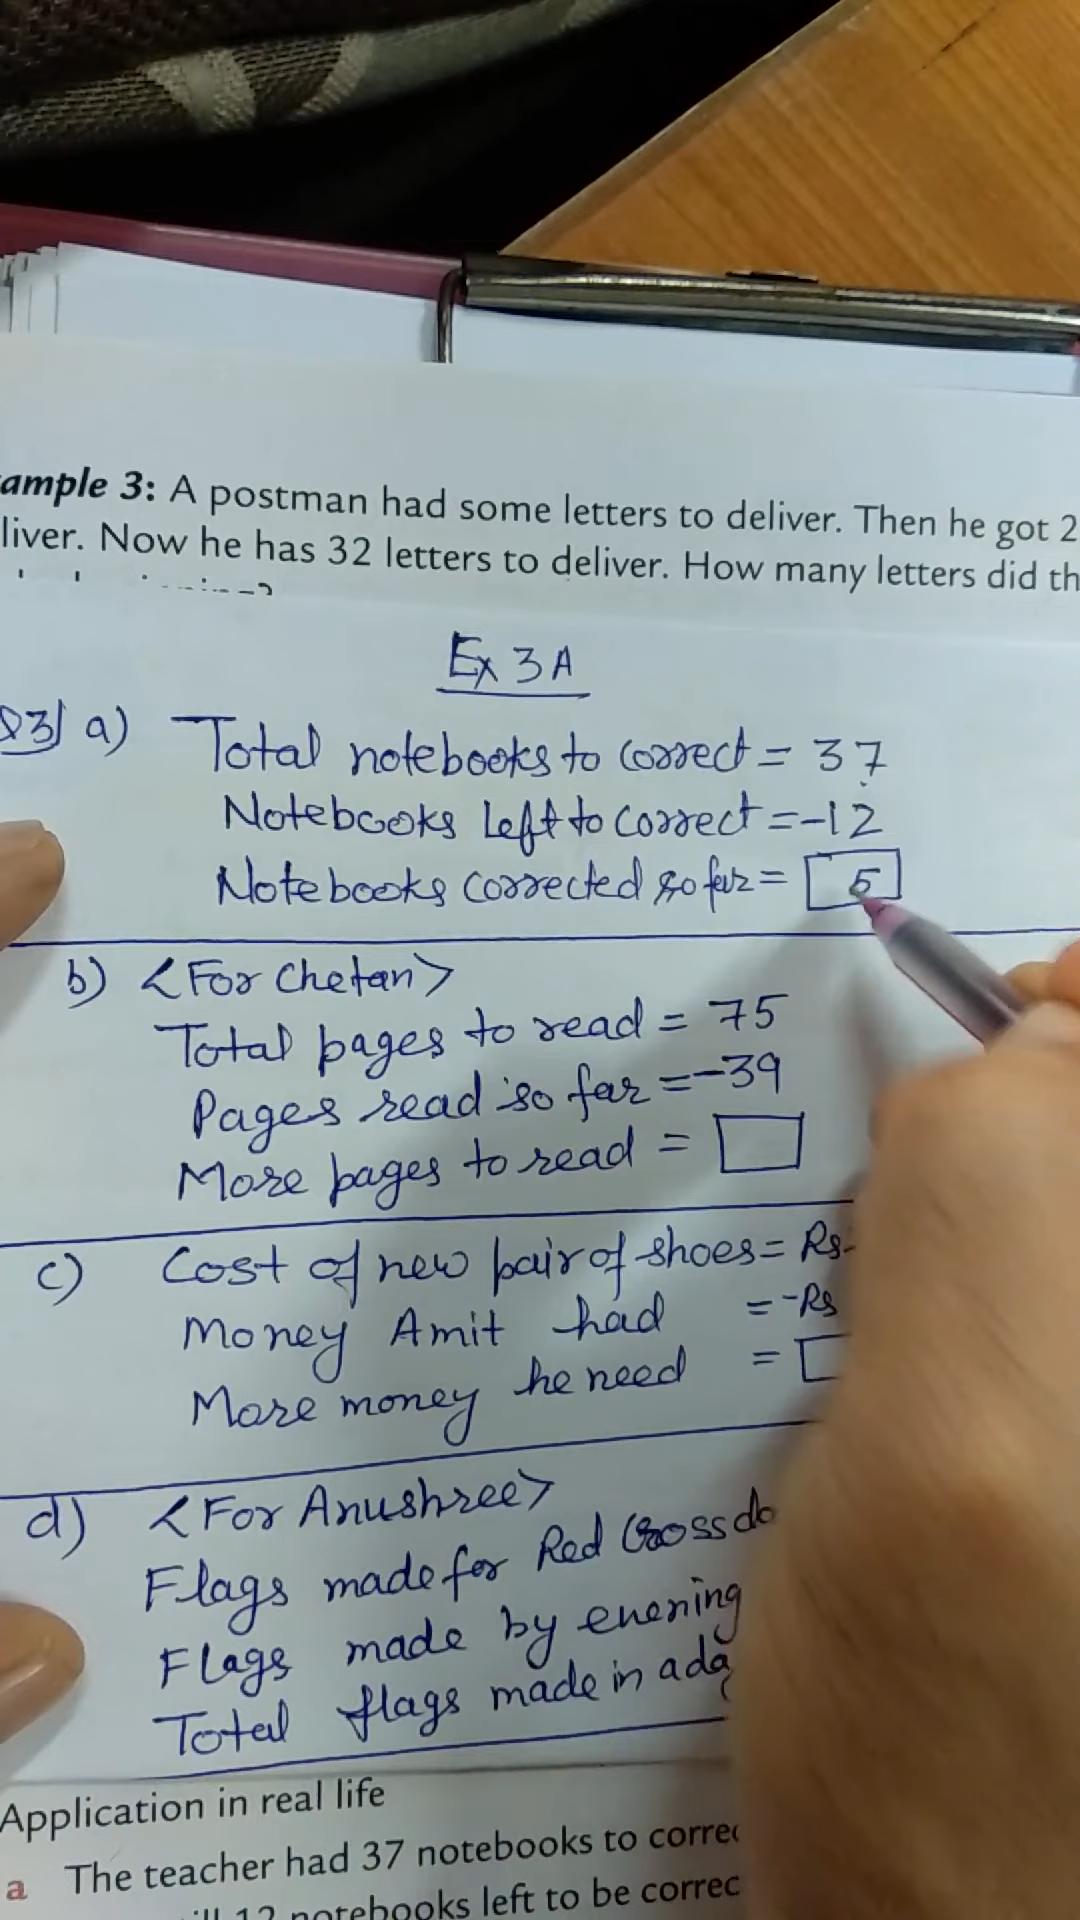 ample 3: A postman had some letters to deliver. Then he got 2
liver. Now he has 32 letters to deliver. How many letters did th
Ex 3A
Q3/ a) Total notebooks to correct = 37
Notebooks left to correct = -12
Notebooks corrected so far = 5
b) <For Chetan>
Total pages to read = 75
Pages read so far = -39
More pages to read =
c) Cost of new pair of shoes = Rs
Money Amit had = -Rs
More money he need =
d) <For Anushree>
Flags made for Red Cross do
Flags made by evening
Total flags made in a da
Application in real life
a The teacher had 37 notebooks to correc
12 notebooks left to be correc